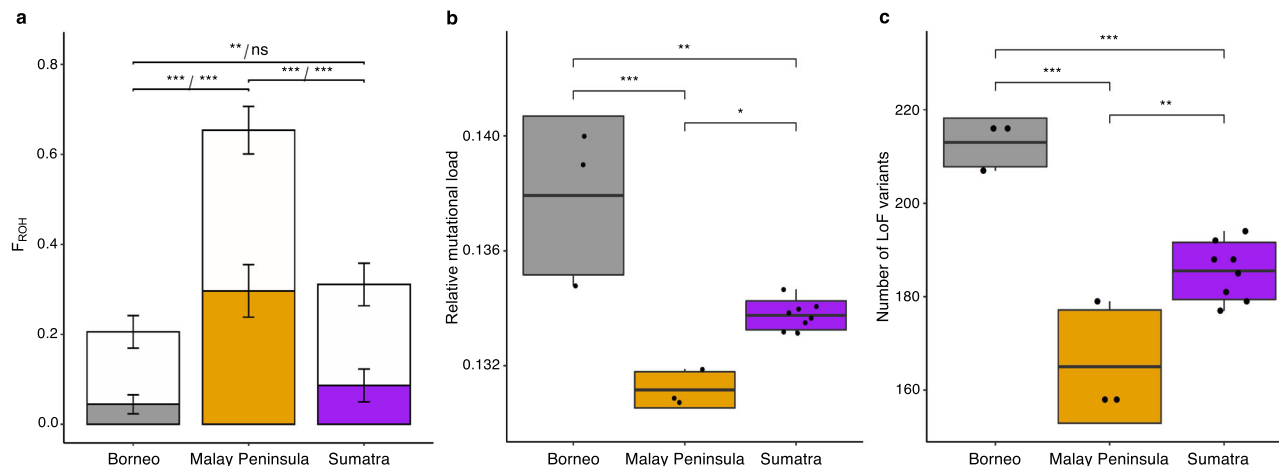 a
F_ROH
0.8
0.6
0.4
0.2
0.0
**/ns
***/ ***
***/ ***
Borneo
Malay Peninsula
Sumatra
b
Relative mutational load
0.140
0.136
0.132
**
***
*
Borneo
Malay Peninsula
Sumatra
c
Number of LoF variants
220
200
180
160
***
***
**
Borneo
Malay Peninsula
Sumatra